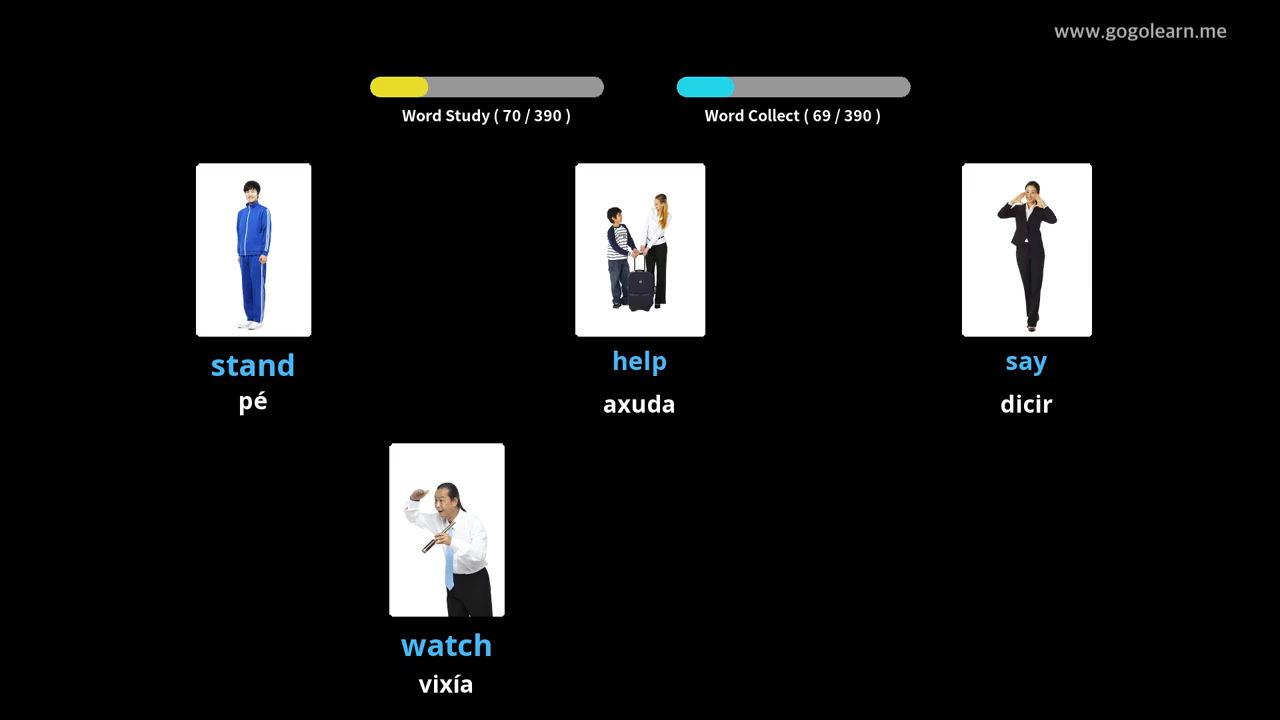 www.gogolearn.me
Word Study ( 70 / 390 )
Word Collect ( 69 / 390 )
stand
pé
help
axuda
say
dicir
watch
vixía